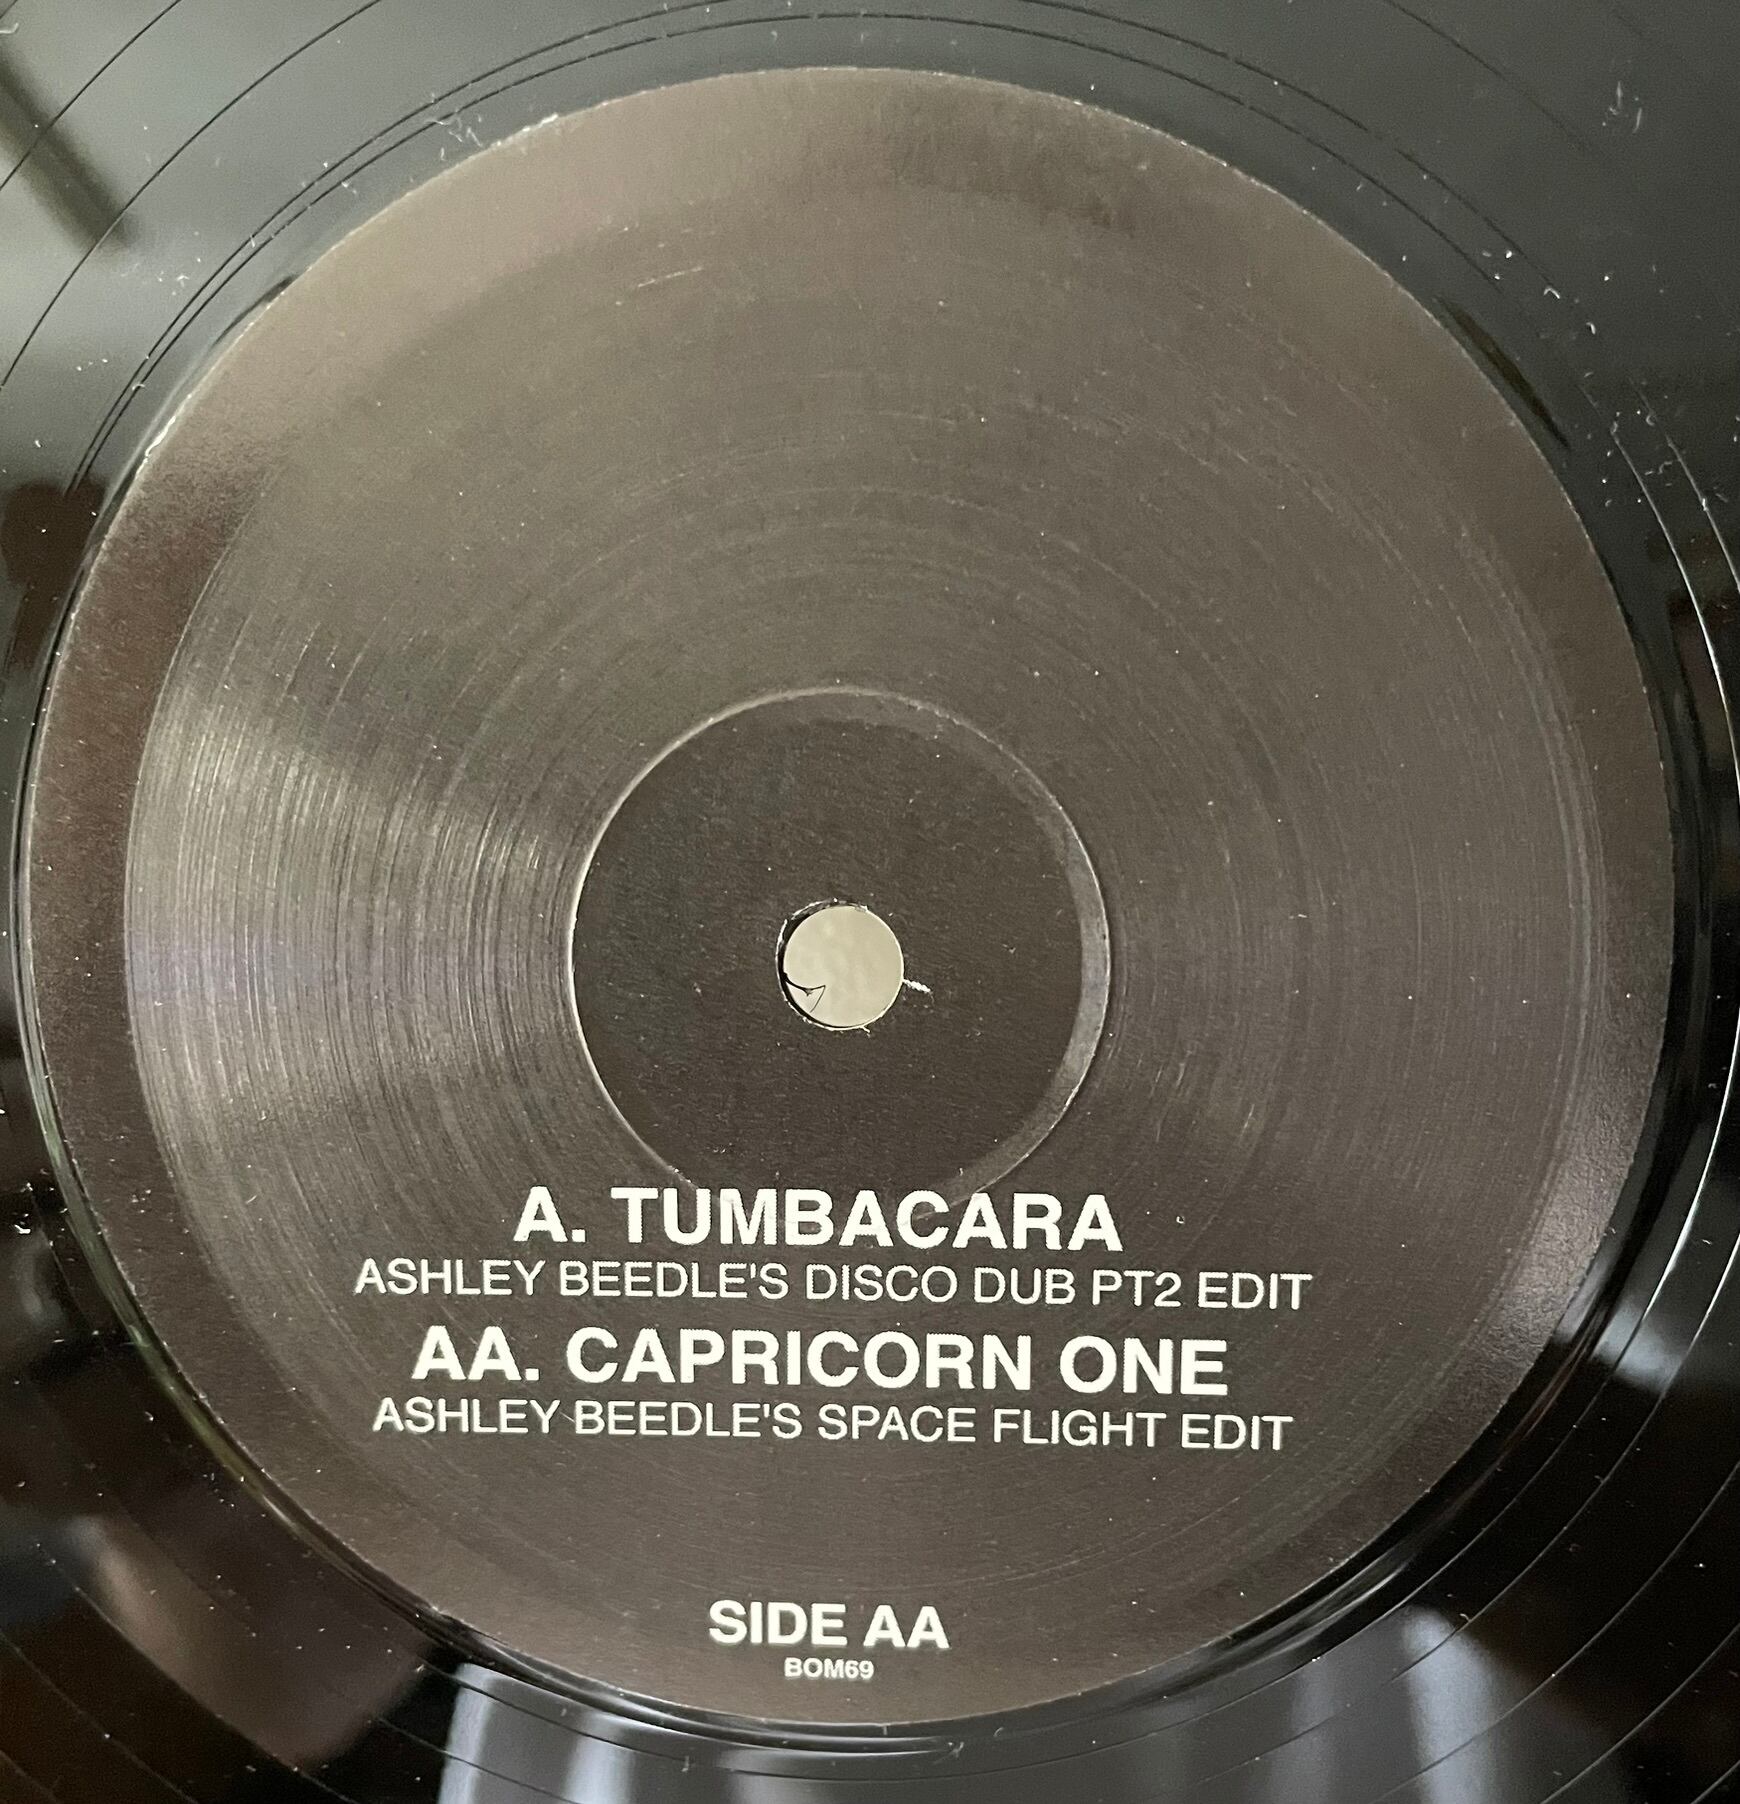 A. TUMBACARA
ASHLEY BEEDLE'S DISCO DUB PT2 EDIT
AA. CAPRICORN ONE
ASHLEY BEEDLE'S SPACE FLIGHT EDIT
SIDE AA
BOM69